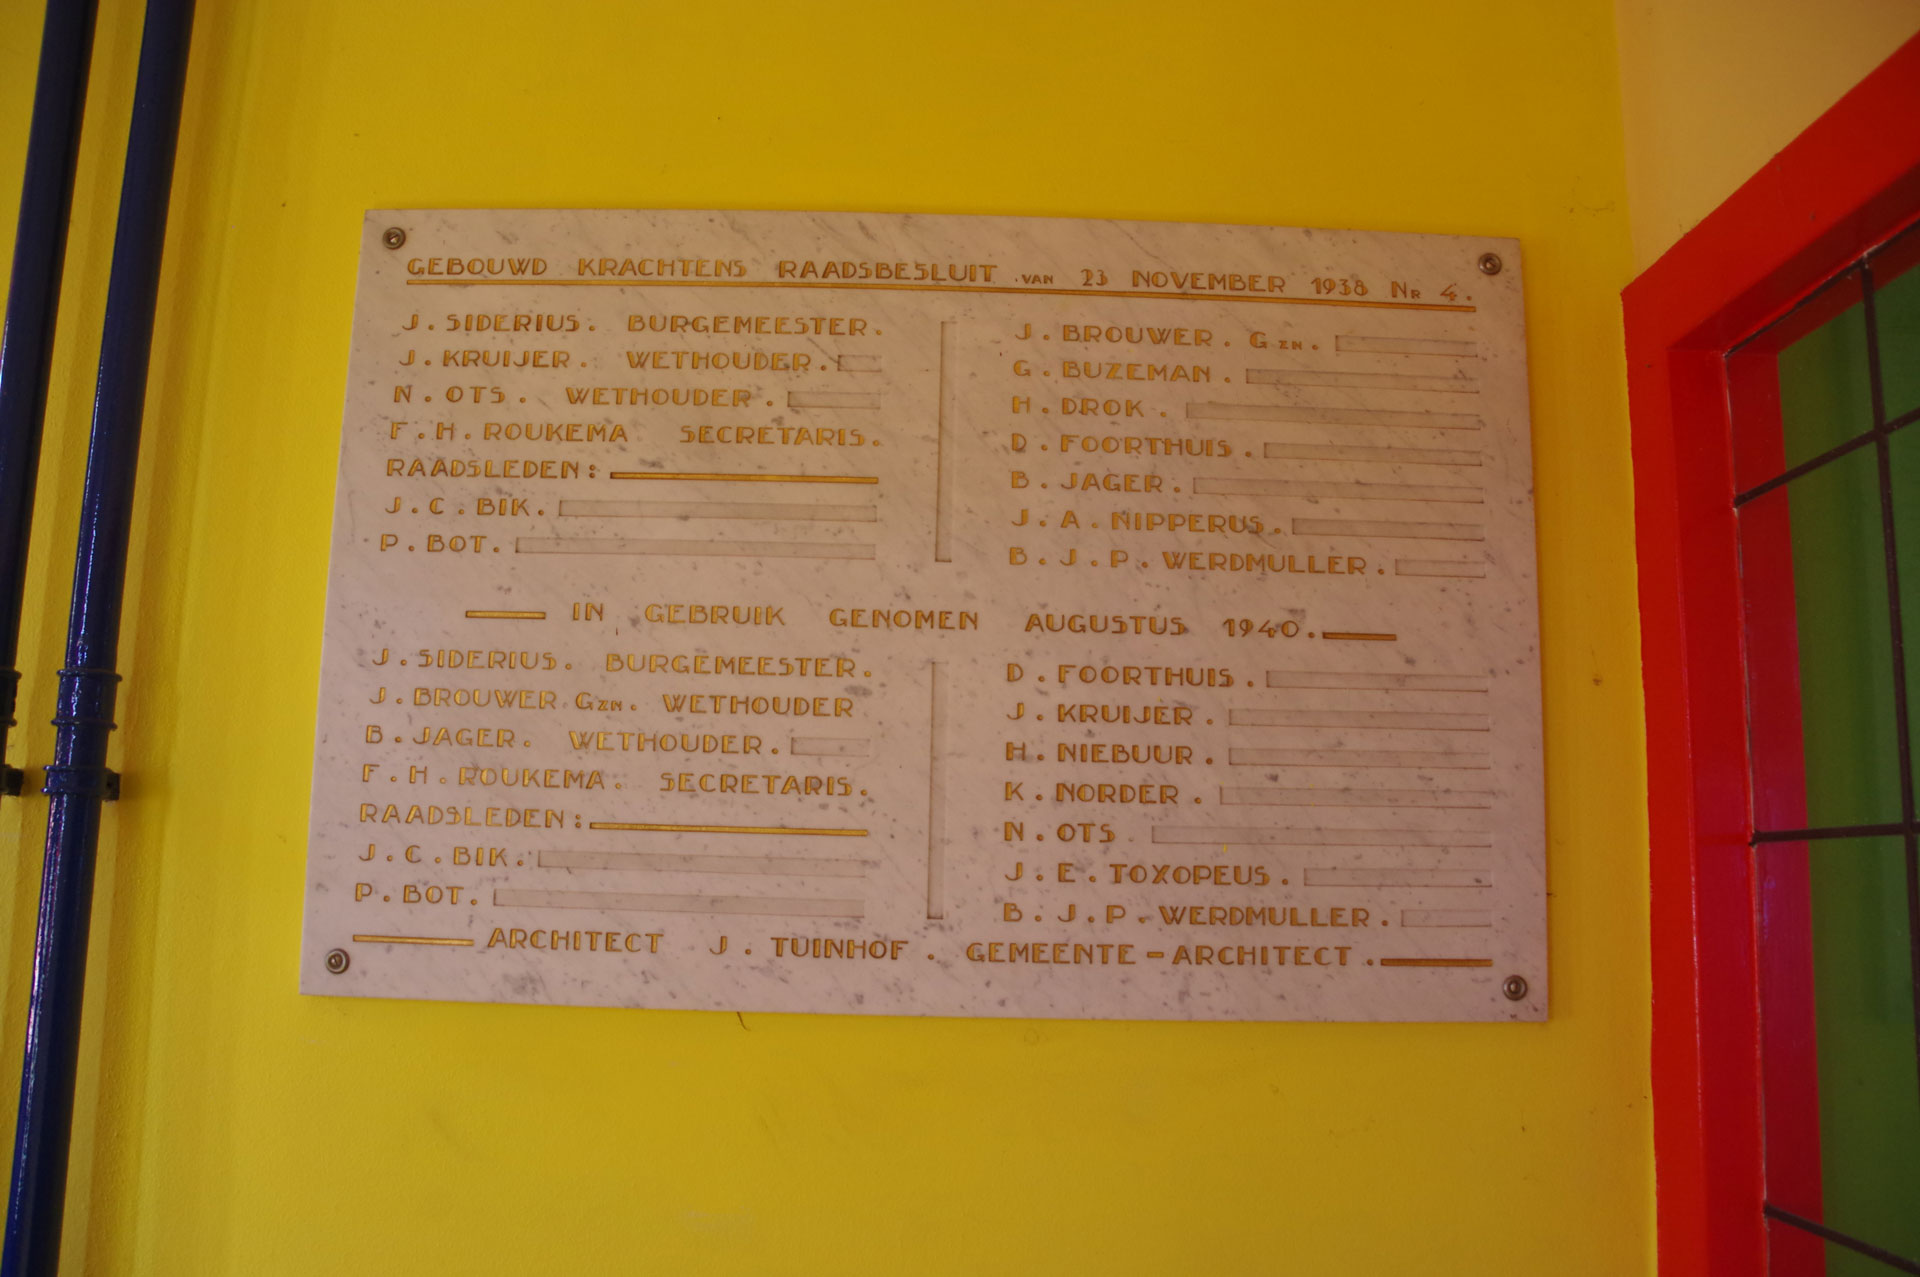 GEBOUWD KRACHTENS RAADSBESLUIT VAN 23 NOVEMBER 1938 NR 4.
J. SIDERIUS. BURGEMEESTER.
J. KRUIJER. WETHOUDER.
N. OTS. WETHOUDER.
F. H. ROUKEMA SECRETARIS.
RAADSLEDEN:
J. C. BIK.
P. BOT.
J. BROUWER. GZN.
G. BUZEMAN.
H. DROK.
D. FOORTHUIS.
B. JAGER.
J. A. NIPPERUS.
B. J. P. WERDMULLER.
IN GEBRUIK GENOMEN AUGUSTUS 1940.
J. SIDERIUS. BURGEMEESTER.
J. BROUWER. GZN. WETHOUDER
B. JAGER. WETHOUDER.
F. H. ROUKEMA. SECRETARIS.
RAADSLEDEN:
J. C. BIK.
P. BOT.
D. FOORTHUIS.
J. KRUIJER.
H. NIEBUUR.
K. NORDER.
N. OTS.
J. E. TOXOPEUS.
B. J. P. WERDMULLER.
ARCHITECT J. TUINHOF. GEMEENTE-ARCHITECT.